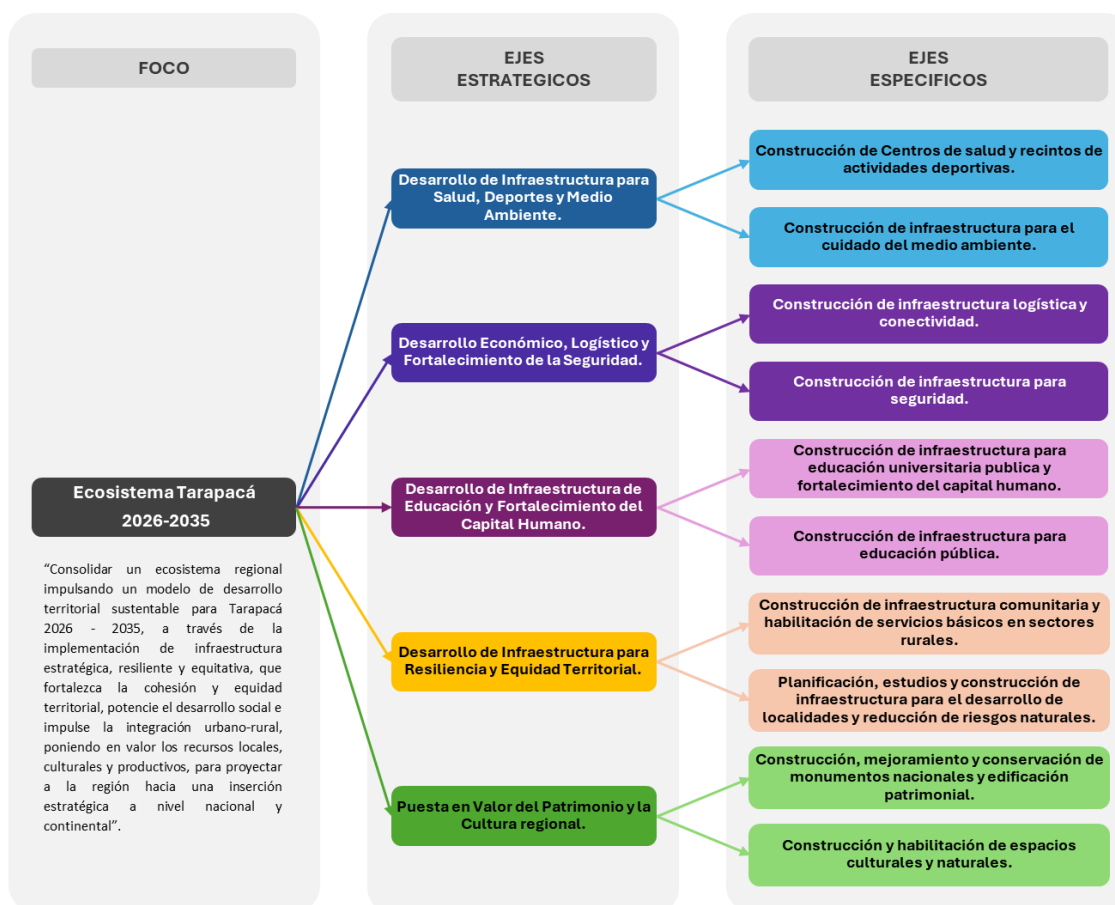 FOCO
Ecosistema Tarapacá
2026-2035
“Consolidar un ecosistema regional
impulsando un modelo de desarrollo
territorial sustentable para Tarapacá
2026 - 2035, a través de la
implementación de infraestructura
estratégica, resiliente y equitativa, que
fortalezca la cohesión y equidad
territorial, potencie el desarrollo social e
impulse la integración urbano-rural,
poniendo en valor los recursos locales,
culturales y productivos, para proyectar
a la región hacia una inserción
estratégica a nivel nacional y
continental”.
EJES
ESTRATEGICOS
Desarrollo de Infraestructura para
Salud, Deportes y Medio
Ambiente.
Desarrollo Económico, Logístico y
Fortalecimiento de la Seguridad.
Desarrollo de Infraestructura de
Educación y Fortalecimiento del
Capital Humano.
Desarrollo de Infraestructura para
Resiliencia y Equidad Territorial.
Puesta en Valor del Patrimonio y la
Cultura regional.
EJES
ESPECIFICOS
Construcción de Centros de salud y recintos de
actividades deportivas.
Construcción de infraestructura para el
cuidado del medio ambiente.
Construcción de infraestructura logística y
conectividad.
Construcción de infraestructura para
seguridad.
Construcción de infraestructura para
educación universitaria publica y
fortalecimiento del capital humano.
Construcción de infraestructura para
educación pública.
Construcción de infraestructura comunitaria y
habilitación de servicios básicos en sectores
rurales.
Planificación, estudios y construcción de
infraestructura para el desarrollo de
localidades y reducción de riesgos naturales.
Construcción, mejoramiento y conservación de
monumentos nacionales y edificación
patrimonial.
Construcción y habilitación de espacios
culturales y naturales.